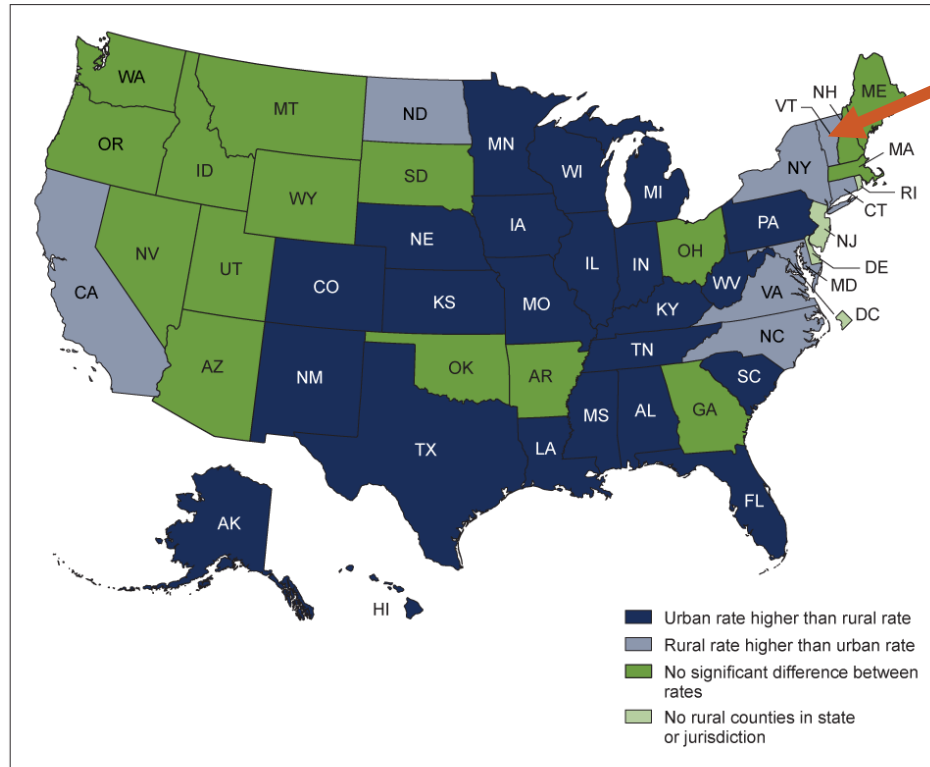 WA
MT
ND
MN
NH
ME
VT
OR
ID
SD
WI
NY
MA
WY
MI
RI
CT
IA
PA
NE
NV
OH
NJ
UT
IL
IN
DE
CO
WV
MD
CA
VA
KS
MO
KY
DC
NC
TN
AZ
OK
NM
AR
SC
MS
AL
GA
TX
LA
FL
AK
HI
Urban rate higher than rural rate
Rural rate higher than urban rate
No significant difference between
rates
No rural counties in state
or jurisdiction